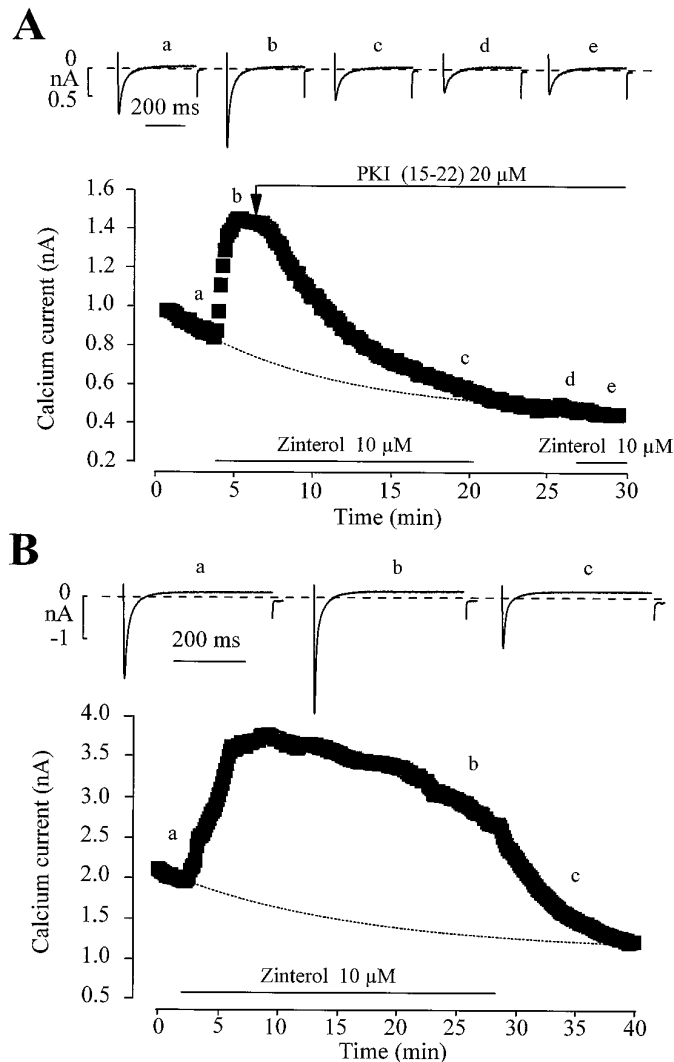 A
a b c d e
0
nA
0.5
200 ms
PKI (15-22) 20 µM
1.6
1.4
1.2
1.0
0.8
0.6
0.4
0.2
Calcium current (nA)
b
a
c
d
e
Zinterol 10 µM
Zinterol 10 µM
0 5 10 15 20 25 30
Time (min)
B
a b c
0
nA
-1
200 ms
4.0
3.5
3.0
2.5
2.0
1.5
1.0
0.5
Calcium current (nA)
a
b
c
Zinterol 10 µM
0 5 10 15 20 25 30 35 40
Time (min)